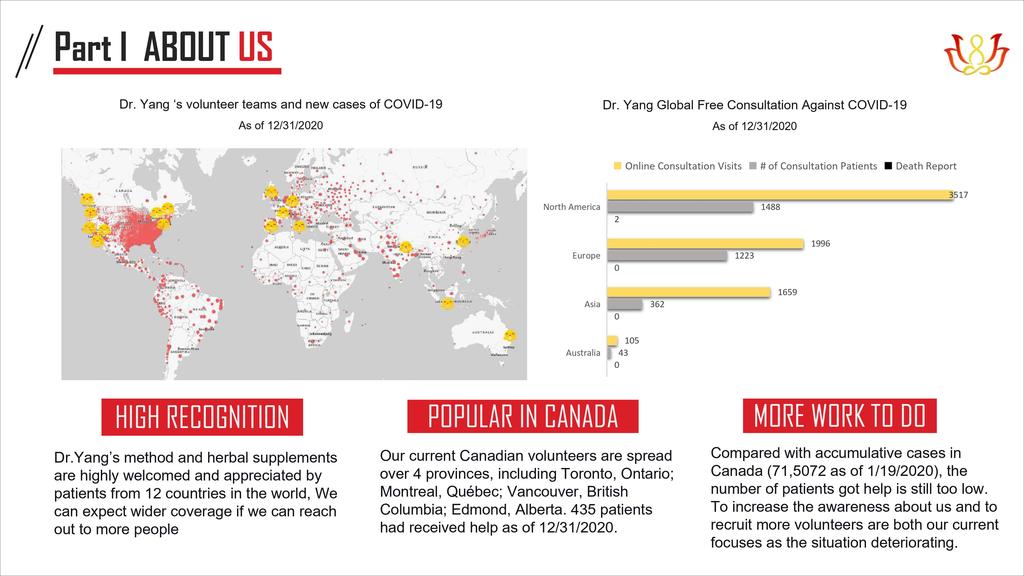 Part I ABOUT US
Dr. Yang ‘s volunteer teams and new cases of COVID-19
As of 12/31/2020
Dr. Yang Global Free Consultation Against COVID-19
As of 12/31/2020
Online Consultation Visits # of Consultation Patients Death Report
North America
3517
1488
2
Europe
1996
1223
0
Asia
1659
362
0
Australia
105
43
0
CANADA
RUSSIA
AUSTRALIA
HIGH RECOGNITION
Dr.Yang’s method and herbal supplements
are highly welcomed and appreciated by
patients from 12 countries in the world, We
can expect wider coverage if we can reach
out to more people
POPULAR IN CANADA
Our current Canadian volunteers are spread
over 4 provinces, including Toronto, Ontario;
Montreal, Québec; Vancouver, British
Columbia; Edmond, Alberta. 435 patients
had received help as of 12/31/2020.
MORE WORK TO DO
Compared with accumulative cases in
Canada (71,5072 as of 1/19/2020), the
number of patients got help is still too low.
To increase the awareness about us and to
recruit more volunteers are both our current
focuses as the situation deteriorating.